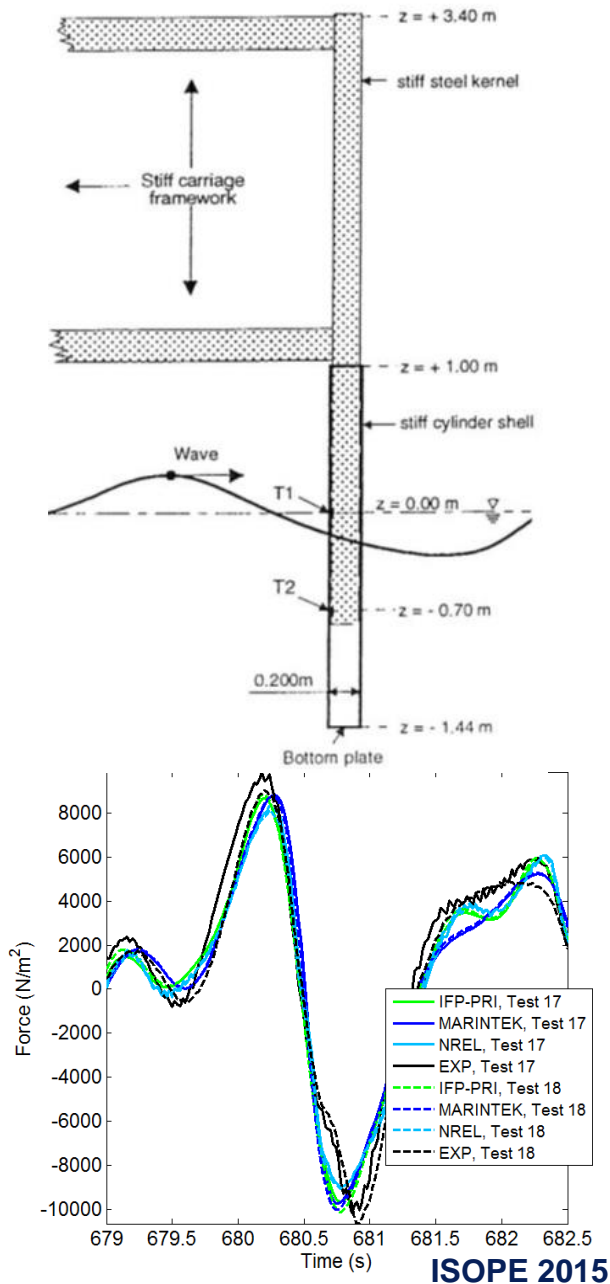 z = + 3.40 m
stiff steel kernel
Stiff carriage
framework
z = + 1.00 m
stiff cylinder shell
Wave
T1
z = 0.00 m
T2
z = - 0.70 m
0.200m
z = - 1.44 m
Bottom plate
8000
6000
4000
2000
0
-2000
-4000
-6000
-8000
-10000
Force (N/m²)
IFP-PRI, Test 17
MARINTEK, Test 17
NREL, Test 17
EXP, Test 17
IFP-PRI, Test 18
MARINTEK, Test 18
NREL, Test 18
EXP, Test 18
679 679.5 680 680.5 681 681.5 682 682.5
Time (s)
ISOPE 2015